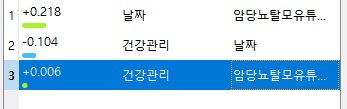 1 +0.218 날짜 암당뇨탈모유튜...
2 -0.104 건강관리 날짜
3 +0.006 건강관리 암당뇨탈모유튜...